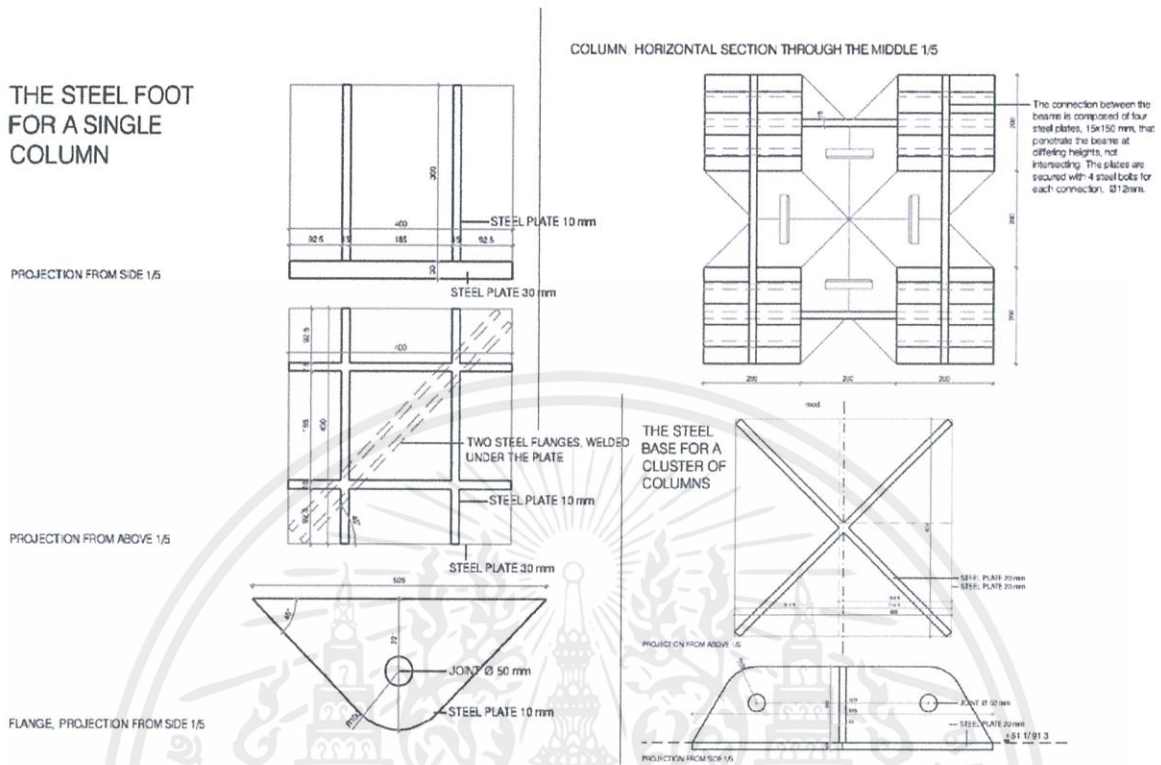 THE STEEL FOOT
FOR A SINGLE
COLUMN
300
STEEL PLATE 10 mm
92.5
185
92.5
PROJECTION FROM SIDE 1/5
STEEL PLATE 30 mm
92.5
400
TWO STEEL FLANGES, WELDED
UNDER THE PLATE
STEEL PLATE 10 mm
PROJECTION FROM ABOVE 1/5
STEEL PLATE 30 mm
45°
JOINT Ø 50 mm
R100
STEEL PLATE 10 mm
FLANGE, PROJECTION FROM SIDE 1/5
COLUMN HORIZONTAL SECTION THROUGH THE MIDDLE 1/5
The connection between the
beams is composed of four
steel plates, 15x150 mm, that
penetrate the beams at
differing heights, not
intersecting. The plates are
secured with 4 steel bolts for
each connection, Ø12mm.
200
200
200
200
THE STEEL
BASE FOR A
CLUSTER OF
COLUMNS
STEEL PLATE 20 mm
STEEL PLATE 20 mm
PROJECTION FROM ABOVE 1/5
JOINT Ø 50 mm
STEEL PLATE 20 mm
PROJECTION FROM SIDE 1/5